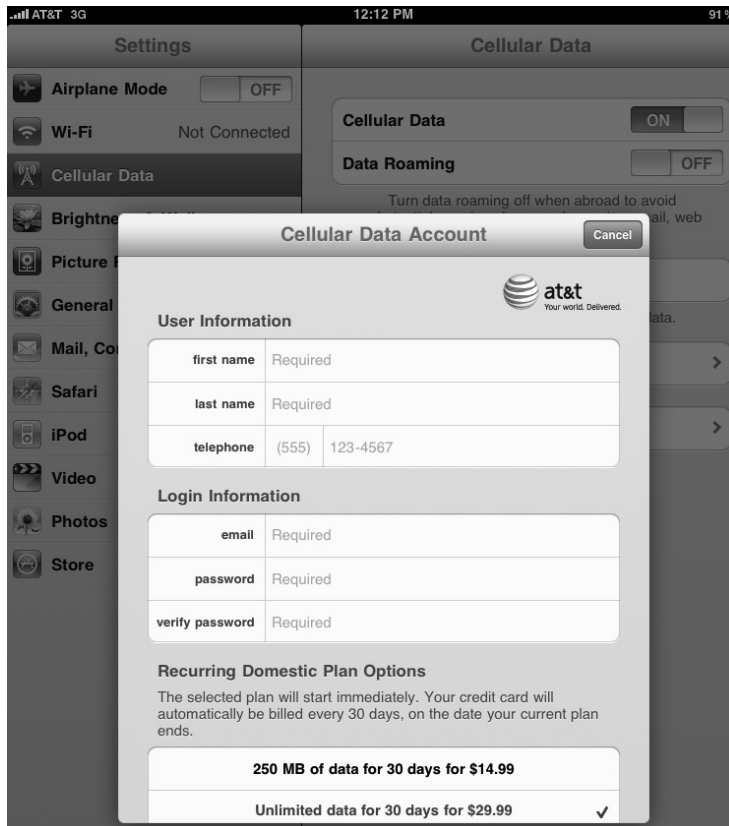 AT&T 3G 12:12 PM 91%
Settings
Cellular Data
Airplane Mode OFF
Wi-Fi Not Connected
Cellular Data
Brightne
Picture F
General
Mail, Co
Safari
iPod
Video
Photos
Store
Cellular Data ON
Data Roaming OFF
Turn data roaming off when abroad to avoid
ail, web
data.
Cellular Data Account Cancel
at&t
Your world. Delivered.
User Information
first name Required
last name Required
telephone (555) 123-4567
Login Information
email Required
password Required
verify password Required
Recurring Domestic Plan Options
The selected plan will start immediately. Your credit card will
automatically be billed every 30 days, on the date your current plan
ends.
250 MB of data for 30 days for $14.99
Unlimited data for 30 days for $29.99 ✓